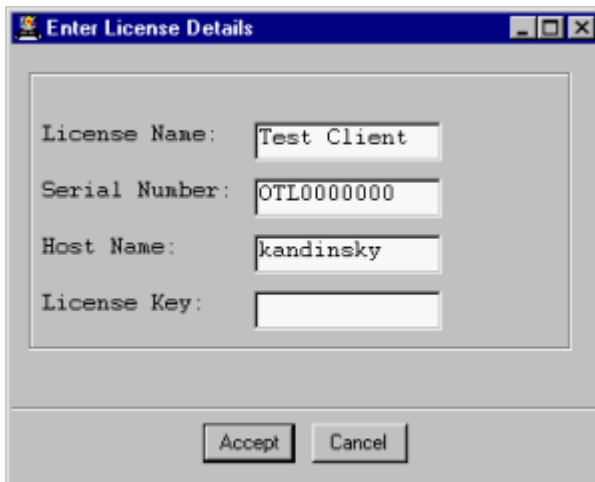 Enter License Details
License Name: Test Client
Serial Number: OTL0000000
Host Name: kandinsky
License Key:
Accept Cancel